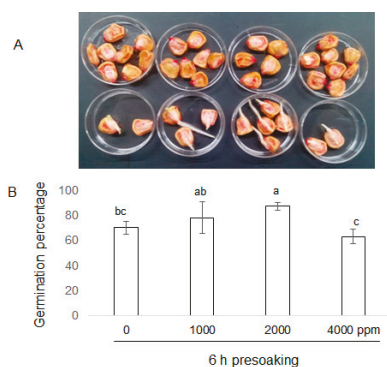 A
B
Germination percentage
100
80
60
40
20
0
bc
ab
a
c
0 1000 2000 4000 ppm
6 h presoaking